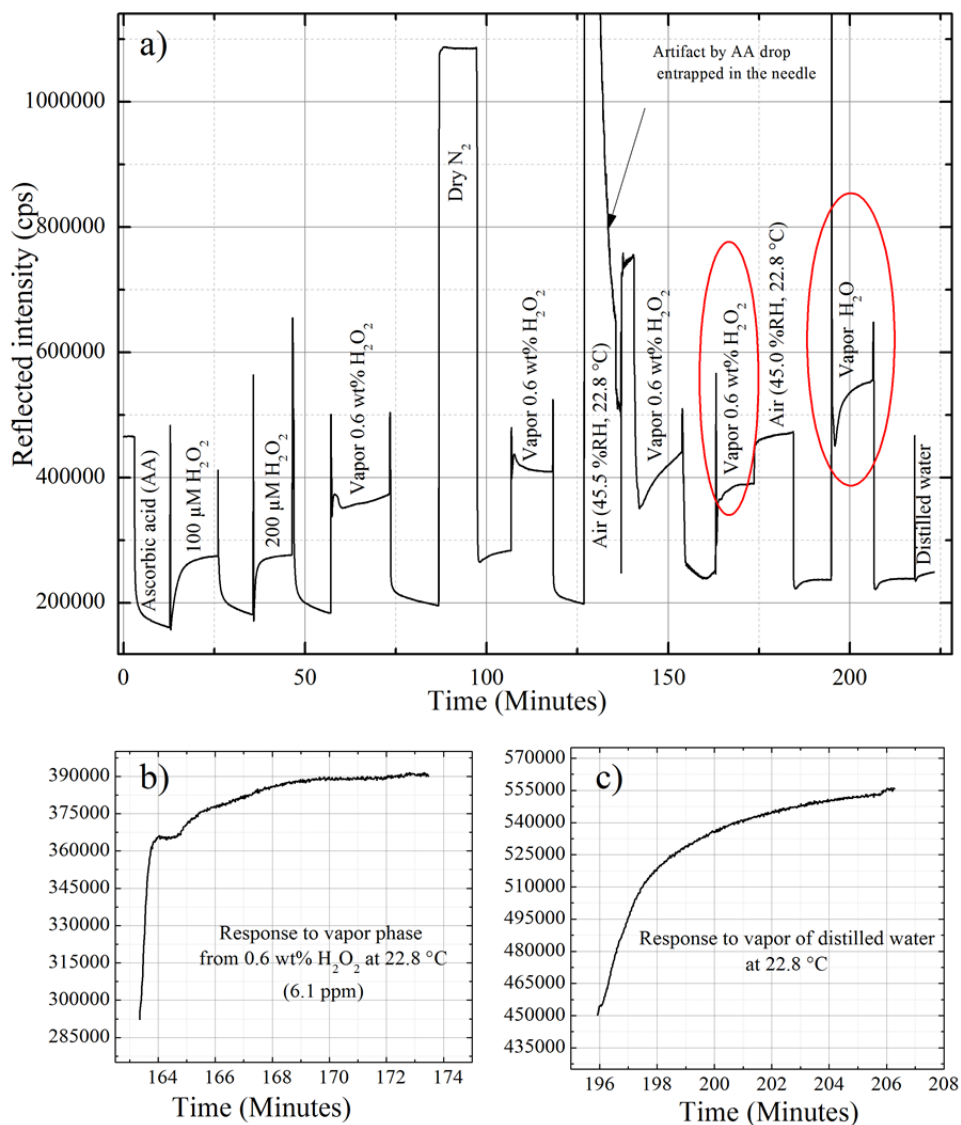 a)
Artifact by AA drop
entrapped in the needle
Reflected intensity (cps)
1000000
800000
600000
400000
200000
Ascorbic acid (AA)
100 µM H₂O₂
200 µM H₂O₂
Vapor 0.6 wt% H₂O₂
Dry N₂
Vapor 0.6 wt% H₂O₂
Air (45.5 %RH, 22.8 °C)
Vapor 0.6 wt% H₂O₂
Vapor 0.6 wt% H₂O₂
Air (45.0 %RH, 22.8 °C)
Vapor H₂O
Distilled water
0 50 100 150 200
Time (Minutes)
b)
390000
375000
360000
345000
330000
315000
300000
285000
Response to vapor phase
from 0.6 wt% H₂O₂ at 22.8 °C
(6.1 ppm)
164 166 168 170 172 174
Time (Minutes)
c)
570000
555000
540000
525000
510000
495000
480000
465000
450000
435000
Response to vapor of distilled water
at 22.8 °C
196 198 200 202 204 206 208
Time (Minutes)